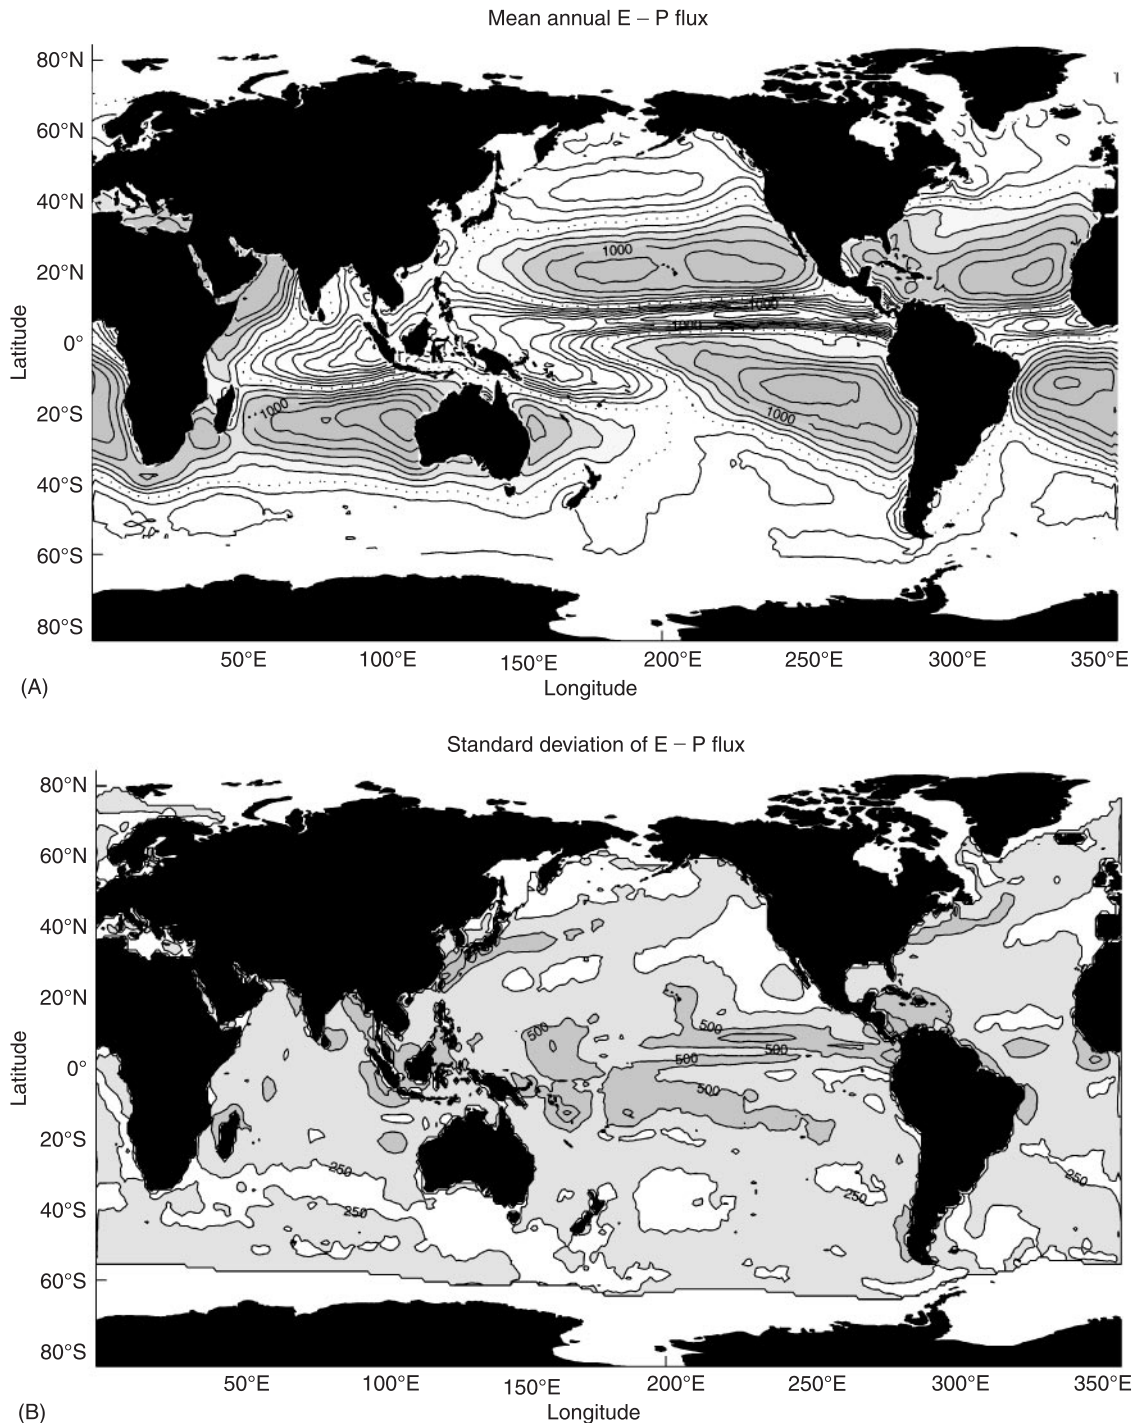 Mean annual E – P flux
80°N
60°N
40°N
20°N
0°
20°S
40°S
60°S
80°S
Latitude
1000
1000
1000
1000
1000
50°E
100°E
150°E
200°E
250°E
300°E
350°E
Longitude
(A)
Standard deviation of E – P flux
80°N
60°N
40°N
20°N
0°
20°S
40°S
60°S
80°S
Latitude
500
500
500
500
500
250
250
250
250
50°E
100°E
150°E
200°E
250°E
300°E
350°E
Longitude
(B)